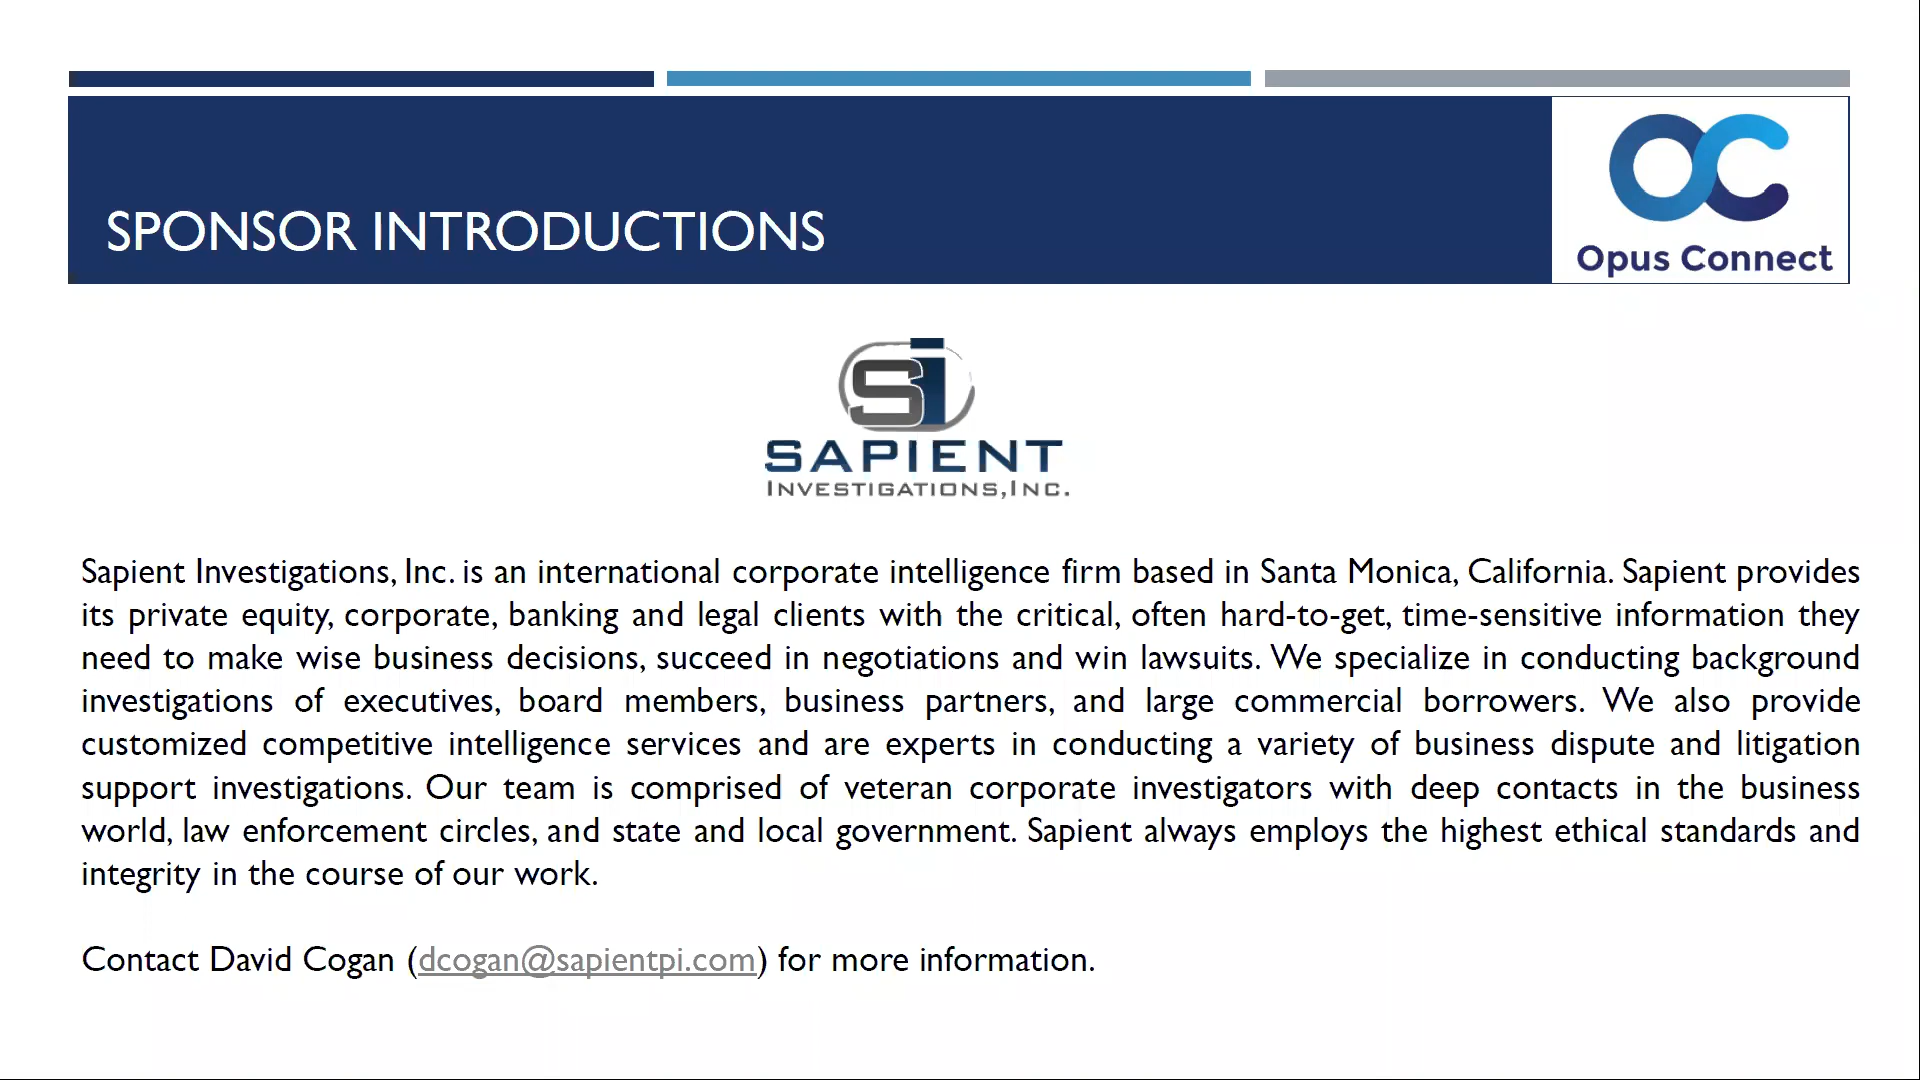 SPONSOR INTRODUCTIONS
OC
Opus Connect
Si
SAPIENT
INVESTIGATIONS, INC.
Sapient Investigations, Inc. is an international corporate intelligence firm based in Santa Monica, California. Sapient provides
its private equity, corporate, banking and legal clients with the critical, often hard-to-get, time-sensitive information they
need to make wise business decisions, succeed in negotiations and win lawsuits. We specialize in conducting background
investigations of executives, board members, business partners, and large commercial borrowers. We also provide
customized competitive intelligence services and are experts in conducting a variety of business dispute and litigation
support investigations. Our team is comprised of veteran corporate investigators with deep contacts in the business
world, law enforcement circles, and state and local government. Sapient always employs the highest ethical standards and
integrity in the course of our work.
Contact David Cogan (dcogan@sapientpi.com) for more information.